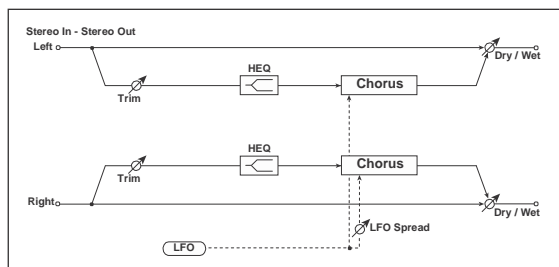 Stereo In - Stereo Out
Left
Dry / Wet
HEQ
Trim
Chorus
HEQ
Trim
Chorus
Right
Dry / Wet
LFO Spread
LFO